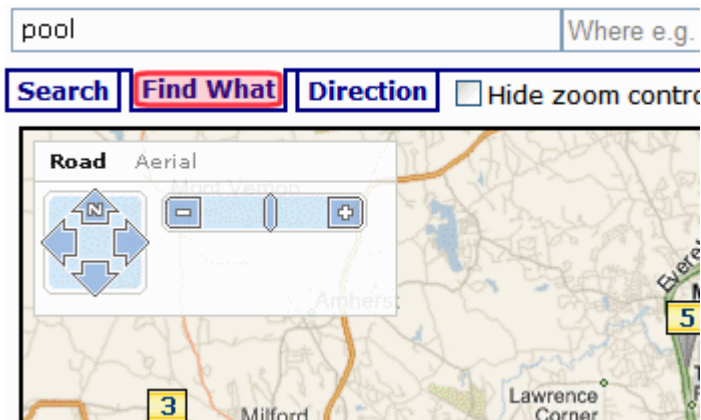 pool
Where e.g.
Search Find What Direction Hide zoom contro
Road Aerial
Mont Vernon
N
Amherst
Evere
5
3
Milford
Lawrence
Corner